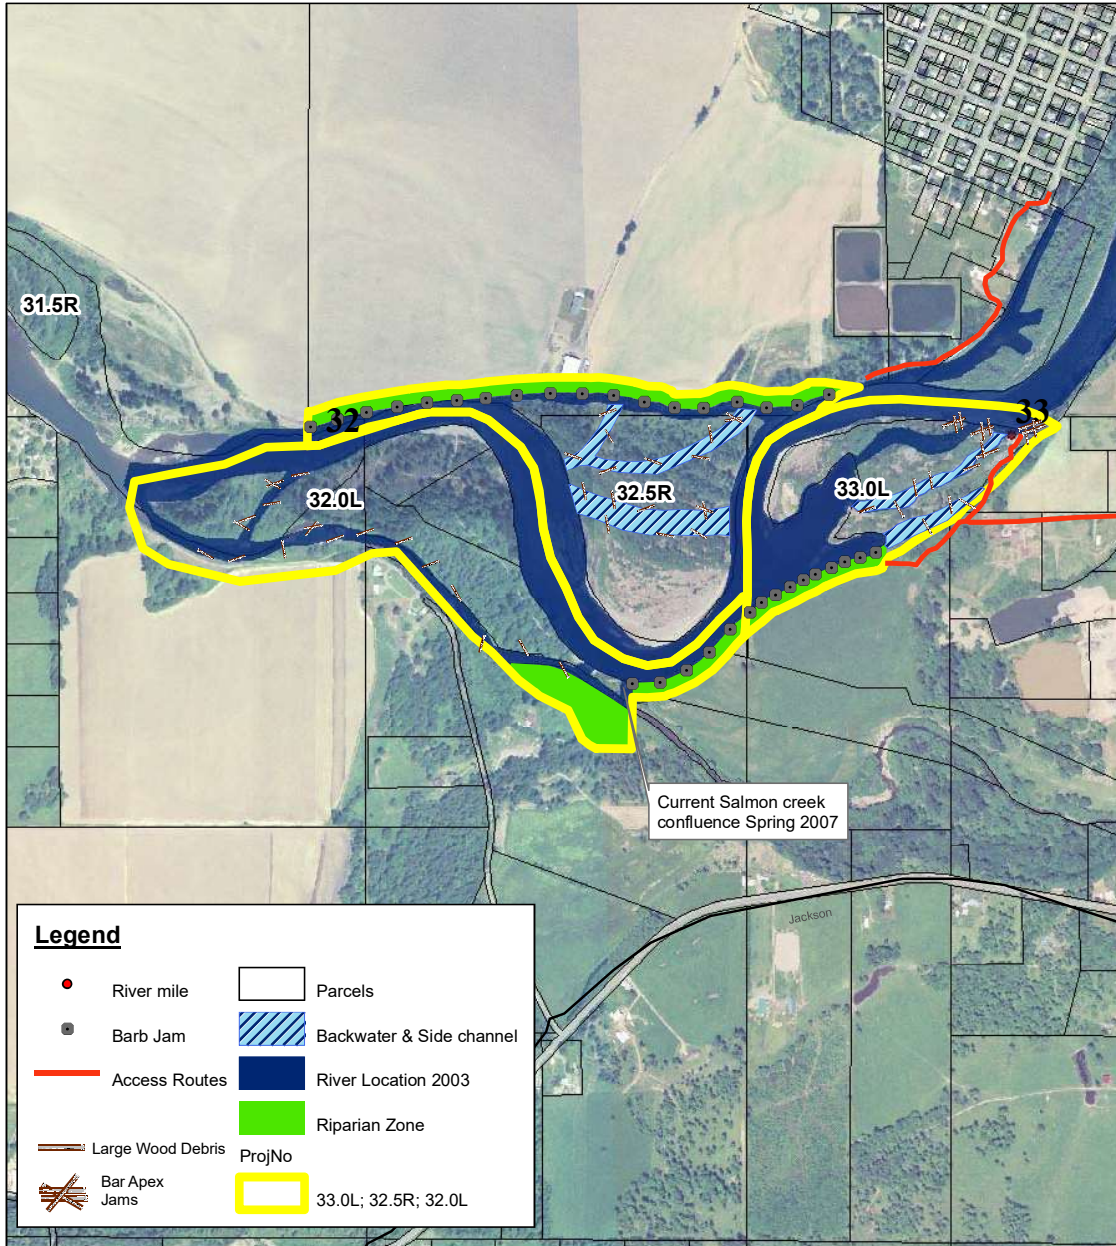 31.5R
32
33
32.0L
32.5R
33.0L
Current Salmon creek
confluence Spring 2007
Jackson
Legend
River mile
Parcels
Barb Jam
Backwater & Side channel
Access Routes
River Location 2003
Riparian Zone
Large Wood Debris
ProjNo
Bar Apex
Jams
33.0L; 32.5R; 32.0L